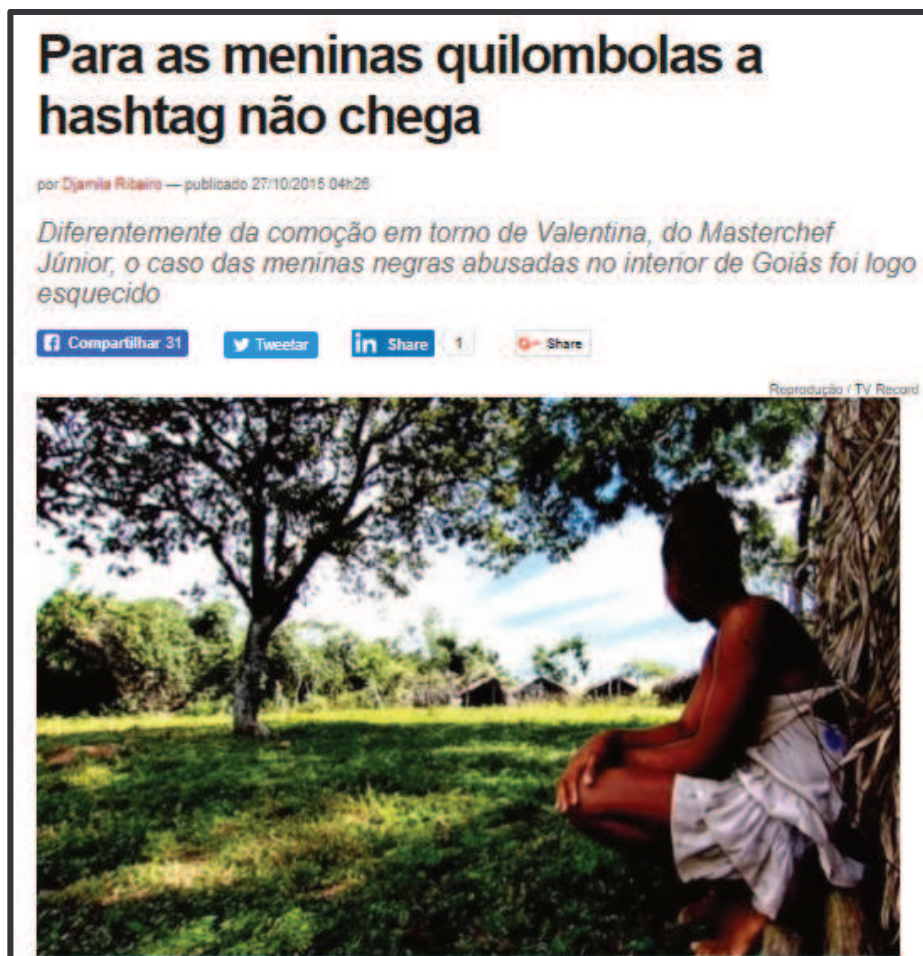 Para as meninas quilombolas a
hashtag não chega
por Djamila Ribeiro — publicado 27/10/2015 04h26
Diferentemente da comoção em torno de Valentina, do Masterchef
Júnior, o caso das meninas negras abusadas no interior de Goiás foi logo
esquecido
Compartilhar 31 Tweetar in Share 1 G+ Share
Reprodução / TV Record